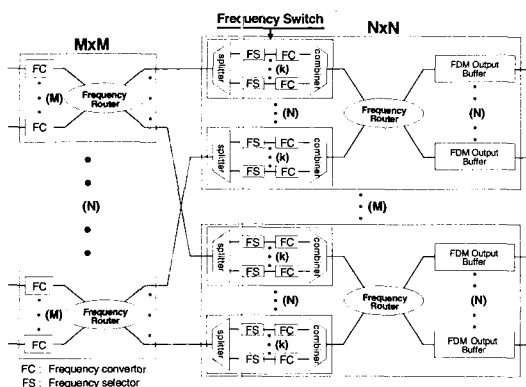 Frequency Switch
MxM
NxN
FC
(M)
FC
Frequency
Router
(N)
FC
(M)
FC
Frequency
Router
splitter
FS
FC
(k)
FS
FC
combiner
(N)
splitter
FS
FC
(k)
FS
FC
combiner
Frequency
Router
FDM Output
Buffer
(N)
FDM Output
Buffer
(M)
splitter
FS
FC
(k)
FS
FC
combiner
(N)
splitter
FS
FC
(k)
FS
FC
combiner
Frequency
Router
FDM Output
Buffer
(N)
FDM Output
Buffer
FC : Frequency convertor
FS : Frequency selector